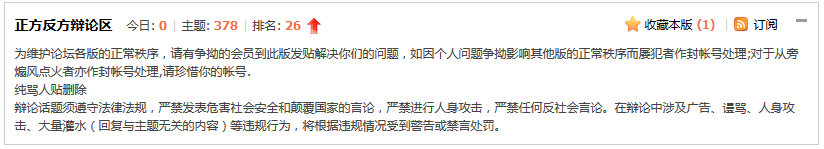 正方反方辩论区 今日: 0 | 主题: 378 | 排名: 26 收藏本版 (1) | 订阅
为维护论坛各版的正常秩序，请有争拗的会员到此版发贴解决你们的问题，如因个人问题争拗影响其他版的正常秩序而屡犯者作封帐号处理;对于从旁
煽风点火者亦作封帐号处理,请珍惜你的帐号.
纯骂人贴删除
辩论话题须遵守法律法规，严禁发表危害社会安全和颠覆国家的言论，严禁进行人身攻击，严禁任何反社会言论。在辩论中涉及广告、谩骂、人身攻
击、大量灌水（回复与主题无关的内容）等违规行为，将根据违规情况受到警告或禁言处罚。